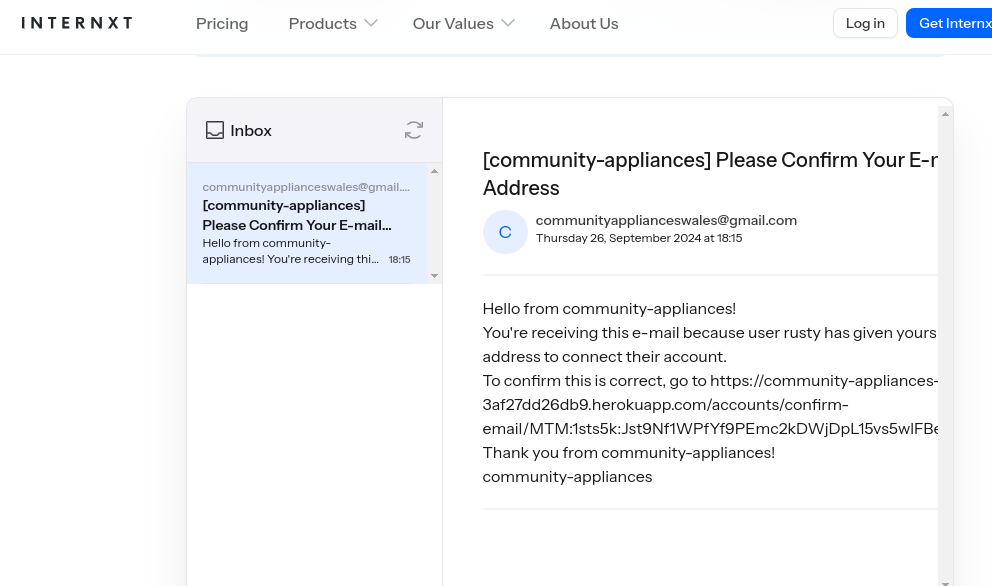 INTERNXT
Pricing
Products
Our Values
About Us
Log in
Get Internx
Inbox
communityapplianceswales@gmail....
[community-appliances]
Please Confirm Your E-mail...
Hello from community-
appliances! You're receiving thi... 18:15
[community-appliances] Please Confirm Your E-m
Address
C
communityapplianceswales@gmail.com
Thursday 26, September 2024 at 18:15
Hello from community-appliances!
You're receiving this e-mail because user rusty has given yours
address to connect their account.
To confirm this is correct, go to https://community-appliances-
3af27dd26db9.herokuapp.com/accounts/confirm-
email/MTM:1sts5k:Jst9Nf1WPfYf9PEmc2kDWjDpL15vs5wIFBe
Thank you from community-appliances!
community-appliances